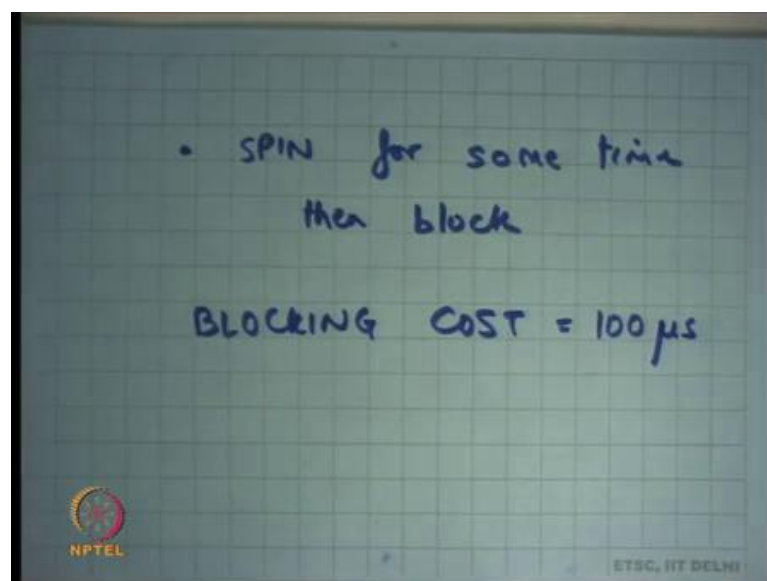 • SPIN for some time
then block
BLOCKING COST = 100 μs
NPTEL
ETSC, IIT DELHI